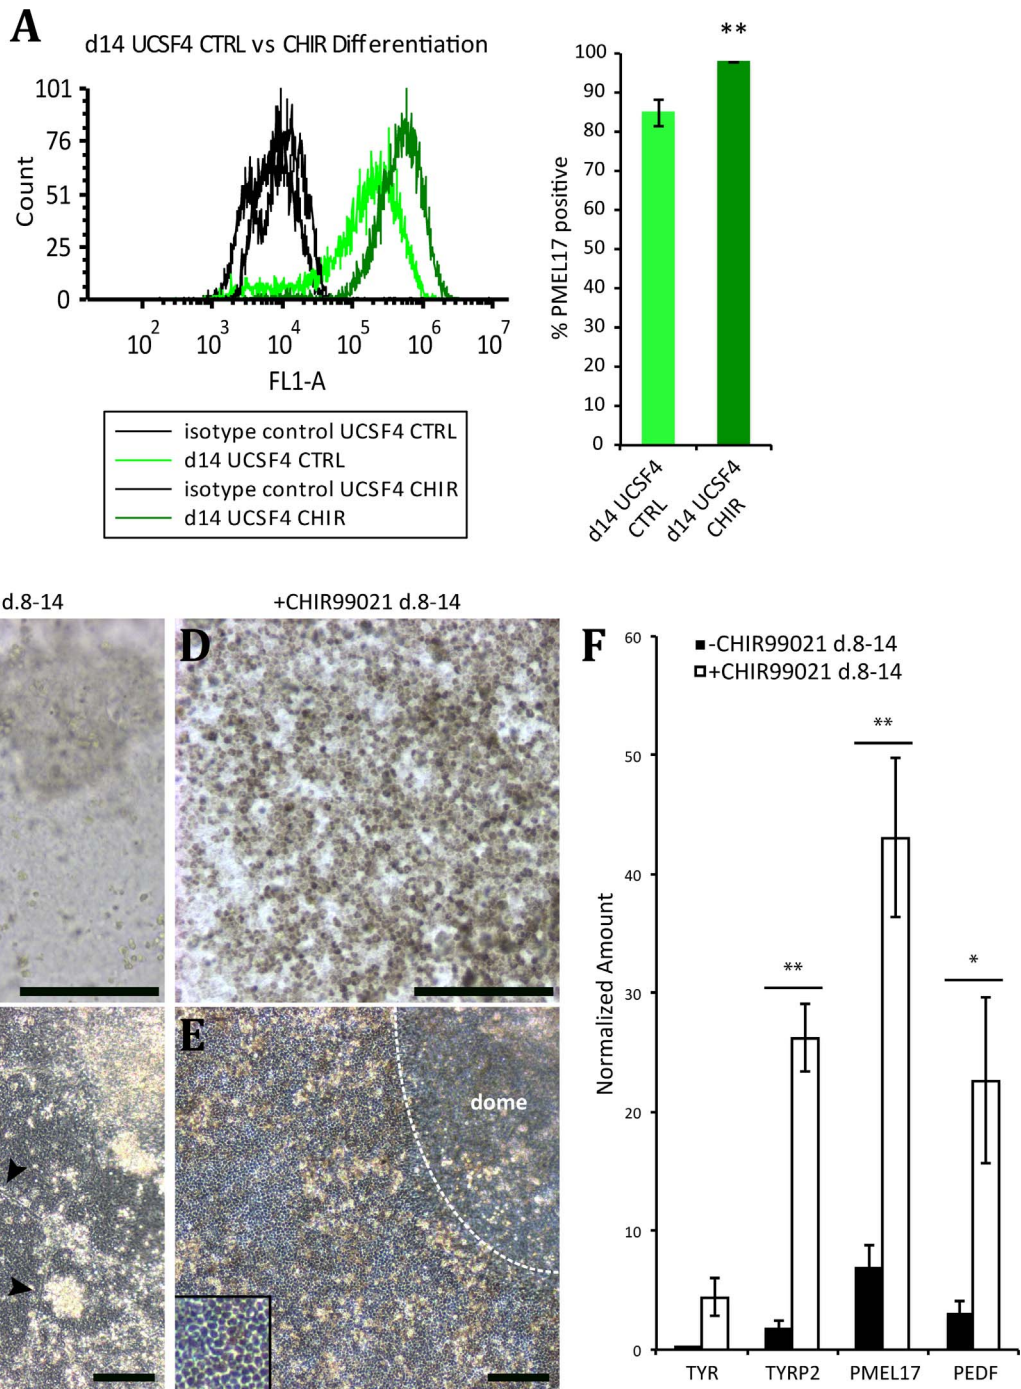 A
d14 UCSF4 CTRL vs CHIR Differentiation
Count
101
76
51
25
0
10^2 10^3 10^4 10^5 10^6 10^7
FL1-A
isotype control UCSF4 CTRL
d14 UCSF4 CTRL
isotype control UCSF4 CHIR
d14 UCSF4 CHIR
**
% PMEL17 positive
100
90
80
70
60
50
40
30
20
10
0
d14 UCSF4
CTRL
d14 UCSF4
CHIR
d.8-14
+CHIR99021 d.8-14
D
E
dome
F
-CHIR99021 d.8-14
+CHIR99021 d.8-14
Normalized Amount
60
50
40
30
20
10
0
**
**
*
TYR TYRP2 PMEL17 PEDF